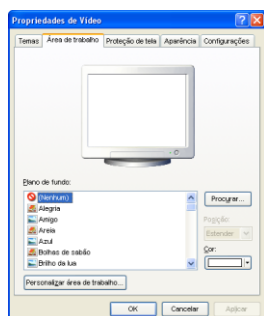 Propriedades de Vídeo
Temas Área de trabalho Proteção de tela Aparência Configurações
Plano de fundo:
(Nenhum)
Alegria
Amigo
Areia
Azul
Bolhas de sabão
Brilho da lua
Procurar...
Posição:
Estender
Cor:
Personalizar área de trabalho...
OK Cancelar Aplicar